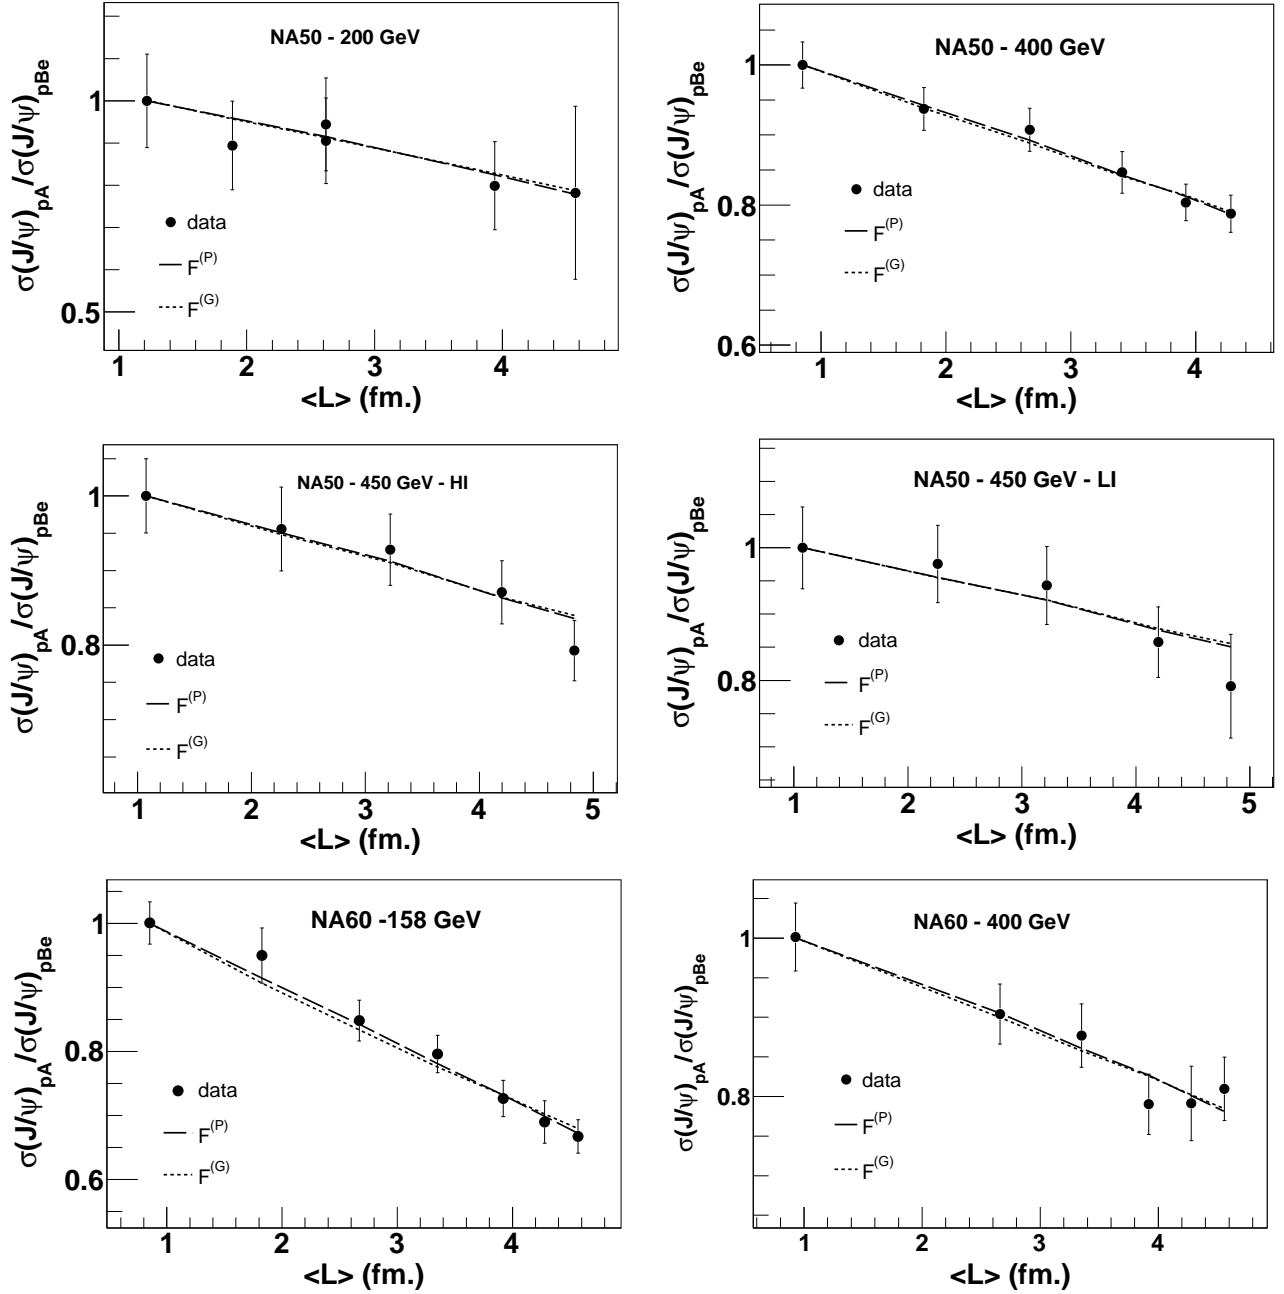 NA50 - 200 GeV
σ(J/ψ)pA/σ(J/ψ)pBe
1
0.5
data
F(P)
F(G)
1 2 3 4
<L> (fm.)
NA50 - 400 GeV
σ(J/ψ)pA/σ(J/ψ)pBe
1
0.8
0.6
data
F(P)
F(G)
1 2 3 4
<L> (fm.)
NA50 - 450 GeV - HI
σ(J/ψ)pA/σ(J/ψ)pBe
1
0.8
data
F(P)
F(G)
1 2 3 4 5
<L> (fm.)
NA50 - 450 GeV - LI
σ(J/ψ)pA/σ(J/ψ)pBe
1
0.8
data
F(P)
F(G)
1 2 3 4 5
<L> (fm.)
NA60 -158 GeV
σ(J/ψ)pA/σ(J/ψ)pBe
1
0.8
0.6
data
F(P)
F(G)
1 2 3 4
<L> (fm.)
NA60 - 400 GeV
σ(J/ψ)pA/σ(J/ψ)pBe
1
0.8
data
F(P)
F(G)
1 2 3 4
<L> (fm.)